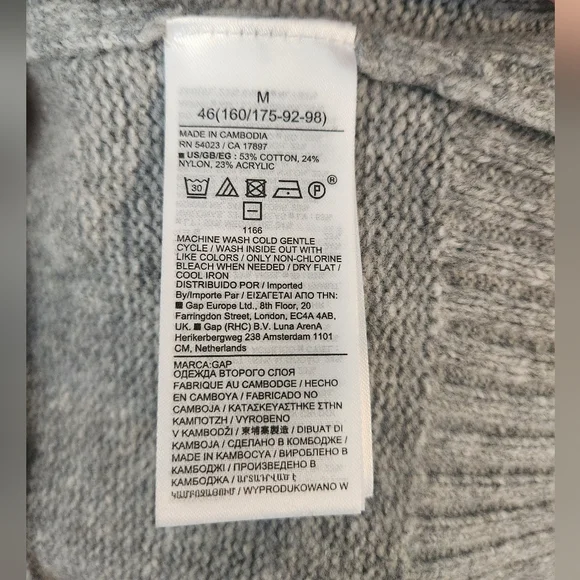 M
46(160/175-92-98)
MADE IN CAMBODIA
RN 54023 / CA 17897
■ US/GB/EG : 53% COTTON, 24%
NYLON, 23% ACRYLIC
30 P ®
1166
MACHINE WASH COLD GENTLE
CYCLE / WASH INSIDE OUT WITH
LIKE COLORS / ONLY NON-CHLORINE
BLEACH WHEN NEEDED / DRY FLAT /
COOL IRON
DISTRIBUIDO POR / Imported
By/Importe Par / ΕΙΣΑΓΕΤΑΙ ΑΠΟ ΤΗΝ:
■ Gap Europe Ltd., 8th Floor, 20
Farringdon Street, London, EC4A 4AB,
UK. ■ Gap (RHC) B.V. Luna ArenA
Herikerbergweg 238 Amsterdam 1101
CM, Netherlands
MARCA:GAP
ОДЕЖДА ВТОРОГО СЛОЯ
FABRIQUE AU CAMBODGE / HECHO
EN CAMBOYA / FABRICADO NO
CAMBOJA / ΚΑΤΑΣΚΕΥΑΣΤΗΚΕ ΣΤΗΝ
ΚΑΜΠΟΤΖΗ / VYROBENO
V KAMBODŽI / 東埔寨製造 / DIBUAT DI
KAMBOJA / СДЕЛАНО В КОМБОДЖЕ /
MADE IN KAMBOCYA / ВИРОБЛЕНО В
КАМБОДЖІ / ПРОИЗВЕДЕНО В
КАМБОДЖА / ԱՐՏԱԴՐՎԱԾ է
ԿԱՄԲՈՋԱՅՈՒՄ / WYPRODUKOWANO W